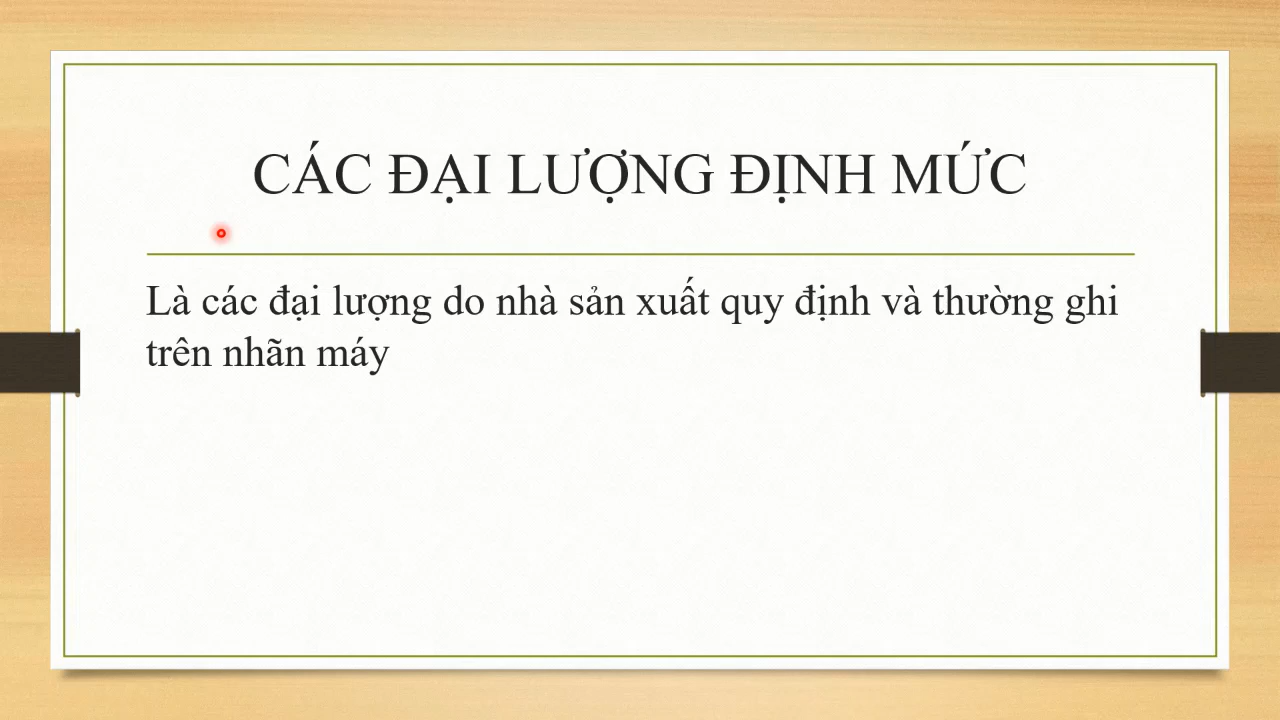 CÁC ĐẠI LƯỢNG ĐỊNH MỨC
Là các đại lượng do nhà sản xuất quy định và thường ghi
trên nhãn máy